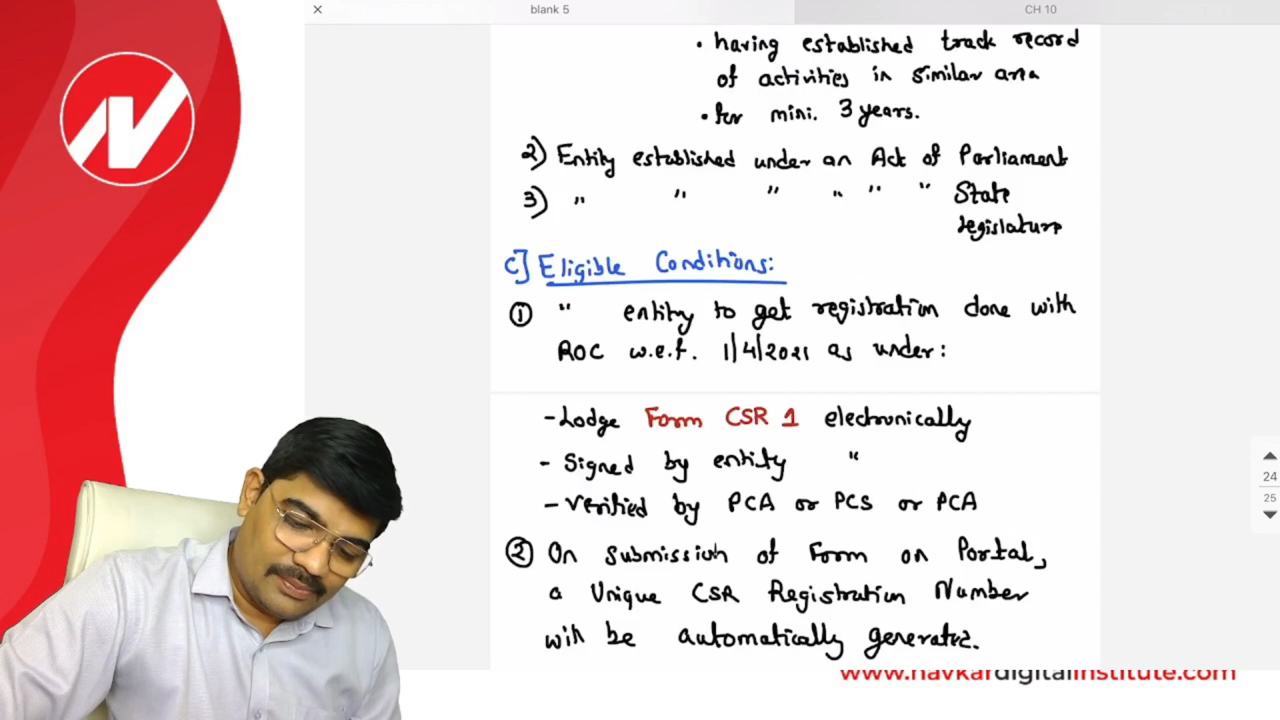 blank 5
CH 10
• having established track record
of activities in similar area
• for mini. 3 years.
2) Entity established under an Act of Parliament
3) " " " " " " State
legislature
C] Eligible Conditions:
① " entity to get registration done with
ROC w.e.f. 1/4/2021 as under:
- Lodge Form CSR 1 electronically
- Signed by entity "
- Verified by PCA or PCS or PCA
② On submission of Form on Portal,
a Unique CSR Registration Number
will be automatically generated.
24
25
www.navkardigitalinstitute.com